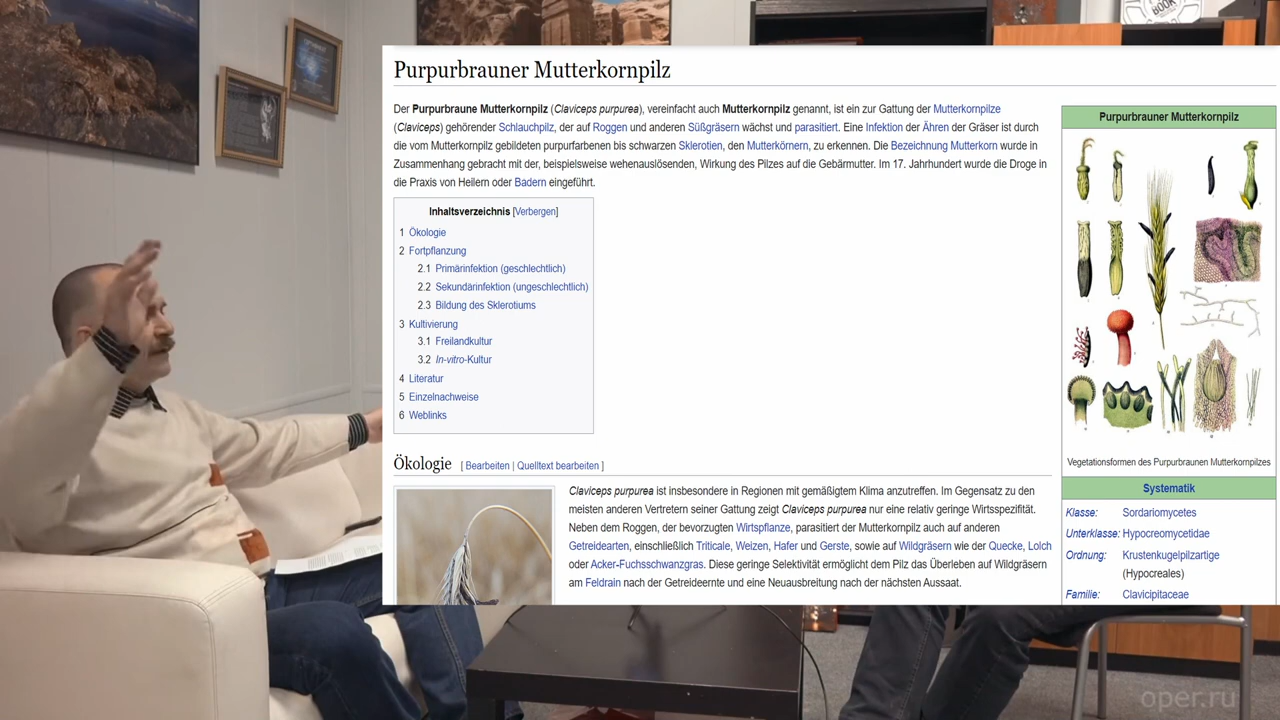 BOOK
Purpurbrauner Mutterkornpilz
Der Purpurbraune Mutterkornpilz (Claviceps purpurea), vereinfacht auch Mutterkornpilz genannt, ist ein zur Gattung der Mutterkornpilze
(Claviceps) gehörender Schlauchpilz, der auf Roggen und anderen Süßgräsern wächst und parasitiert. Eine Infektion der Ähren der Gräser ist durch
die vom Mutterkornpilz gebildeten purpurfarbenen bis schwarzen Sklerotien, den Mutterkörnern, zu erkennen. Die Bezeichnung Mutterkorn wurde in
Zusammenhang gebracht mit der, beispielsweise wehenauslösenden, Wirkung des Pilzes auf die Gebärmutter. Im 17. Jahrhundert wurde die Droge in
die Praxis von Heilern oder Badern eingeführt.
Inhaltsverzeichnis [Verbergen]
1 Ökologie
2 Fortpflanzung
2.1 Primärinfektion (geschlechtlich)
2.2 Sekundärinfektion (ungeschlechtlich)
2.3 Bildung des Sklerotiums
3 Kultivierung
3.1 Freilandkultur
3.2 In-vitro-Kultur
4 Literatur
5 Einzelnachweise
6 Weblinks
Ökologie [ Bearbeiten | Quelltext bearbeiten ]
Claviceps purpurea ist insbesondere in Regionen mit gemäßigtem Klima anzutreffen. Im Gegensatz zu den
meisten anderen Vertretern seiner Gattung zeigt Claviceps purpurea nur eine relativ geringe Wirtsspezifität.
Neben dem Roggen, der bevorzugten Wirtspflanze, parasitiert der Mutterkornpilz auch auf anderen
Getreidearten, einschließlich Triticale, Weizen, Hafer und Gerste, sowie auf Wildgräsern wie der Quecke, Lolch
oder Acker-Fuchsschwanzgras. Diese geringe Selektivität ermöglicht dem Pilz das Überleben auf Wildgräsern
am Feldrain nach der Getreideernte und eine Neuausbreitung nach der nächsten Aussaat.
Purpurbrauner Mutterkornpilz
Vegetationsformen des Purpurbraunen Mutterkornpilzes
Systematik
Klasse: Sordariomycetes
Unterklasse: Hypocreomycetidae
Ordnung: Krustenkugelpilzartige
(Hypocreales)
Familie: Clavicipitaceae
oper.ru